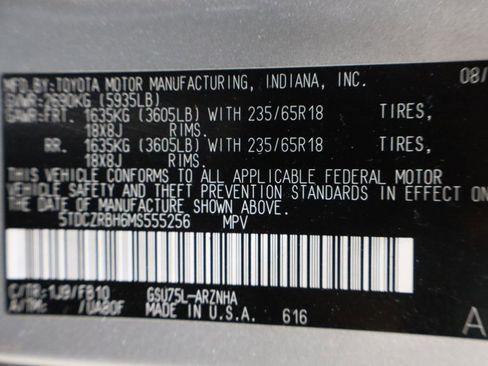 MFD.BY:TOYOTA MOTOR MANUFACTURING, INDIANA, INC. 08/
GVWR:2690KG (5935LB)
GAWR:FRT. 1635KG (3605LB) WITH 235/65R18 TIRES,
18X8J RIMS.
RR. 1635KG (3605LB) WITH 235/65R18 TIRES,
18X8J RIMS.
THIS VEHICLE CONFORMS TO ALL APPLICABLE FEDERAL MOTOR
VEHICLE SAFETY AND THEFT PREVENTION STANDARDS IN EFFECT ON
THE DATE OF MANUFACTURE SHOWN ABOVE.
5TDCZRBH6MS555256 MPV
C/TR:1J9/FB10 GSU75L-ARZNHA
A/TM: /UA80F MADE IN U.S.A. 616 A